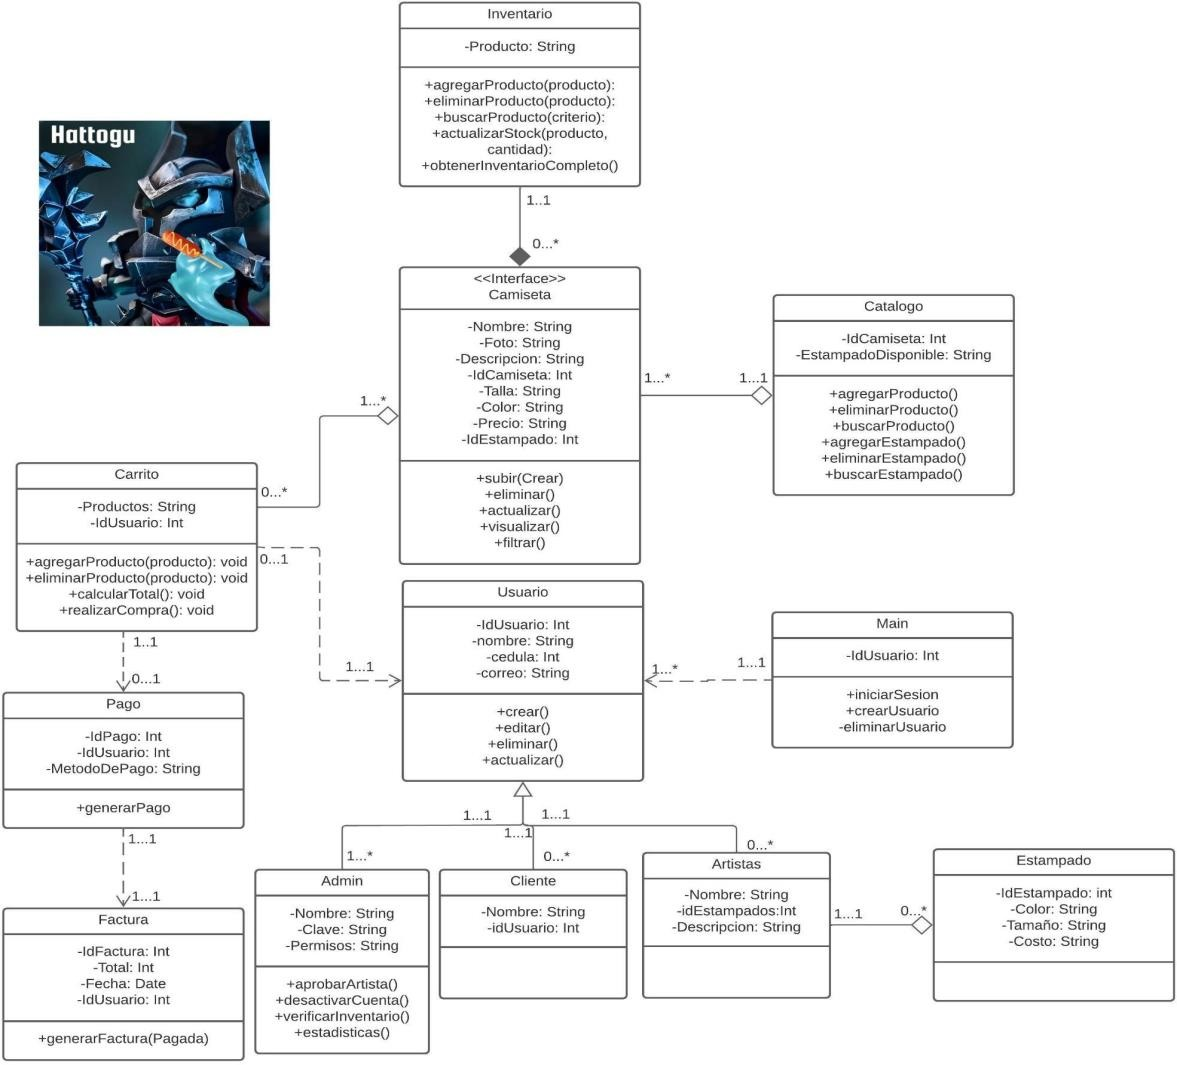 Inventario
-Producto: String
+agregarProducto(producto):
+eliminarProducto(producto):
+buscarProducto(criterio):
+actualizarStock(producto,
cantidad):
+obtenerInventarioCompleto()
1..1
0...*
Hattogu
<<Interface>>
Camiseta
-Nombre: String
-Foto: String
-Descripcion: String
-IdCamiseta: Int
-Talla: String
-Color: String
-Precio: String
-IdEstampado: Int
+subir(Crear)
+eliminar()
+actualizar()
+visualizar()
+filtrar()
1...*
1...1
Catalogo
-IdCamiseta: Int
-EstampadoDisponible: String
+agregarProducto()
+eliminarProducto()
+buscarProducto()
+agregarEstampado()
+eliminarEstampado()
+buscarEstampado()
1...*
0...*
Carrito
-Productos: String
-IdUsuario: Int
+agregarProducto(producto): void
+eliminarProducto(producto): void
+calcularTotal(): void
+realizarCompra(): void
0...1
1...1
1..1
0...1
Usuario
-IdUsuario: Int
-nombre: String
-cedula: Int
-correo: String
+crear()
+editar()
+eliminar()
+actualizar()
1...*
1...1
Main
-IdUsuario: Int
+iniciarSesion
+crearUsuario
-eliminarUsuario
Pago
-IdPago: Int
-IdUsuario: Int
-MetodoDePago: String
+generarPago
1...1
1...1
Factura
-IdFactura: Int
-Total: Int
-Fecha: Date
-IdUsuario: Int
+generarFactura(Pagada)
1...1
1...1
1...1
1...*
0...*
0...*
Admin
-Nombre: String
-Clave: String
-Permisos: String
+aprobarArtista()
+desactivarCuenta()
+verificarInventario()
+estadisticas()
Cliente
-Nombre: String
-idUsuario: Int
Artistas
-Nombre: String
-idEstampados:Int
-Descripcion: String
1...1
0...*
Estampado
-IdEstampado: int
-Color: String
-Tamaño: String
-Costo: String